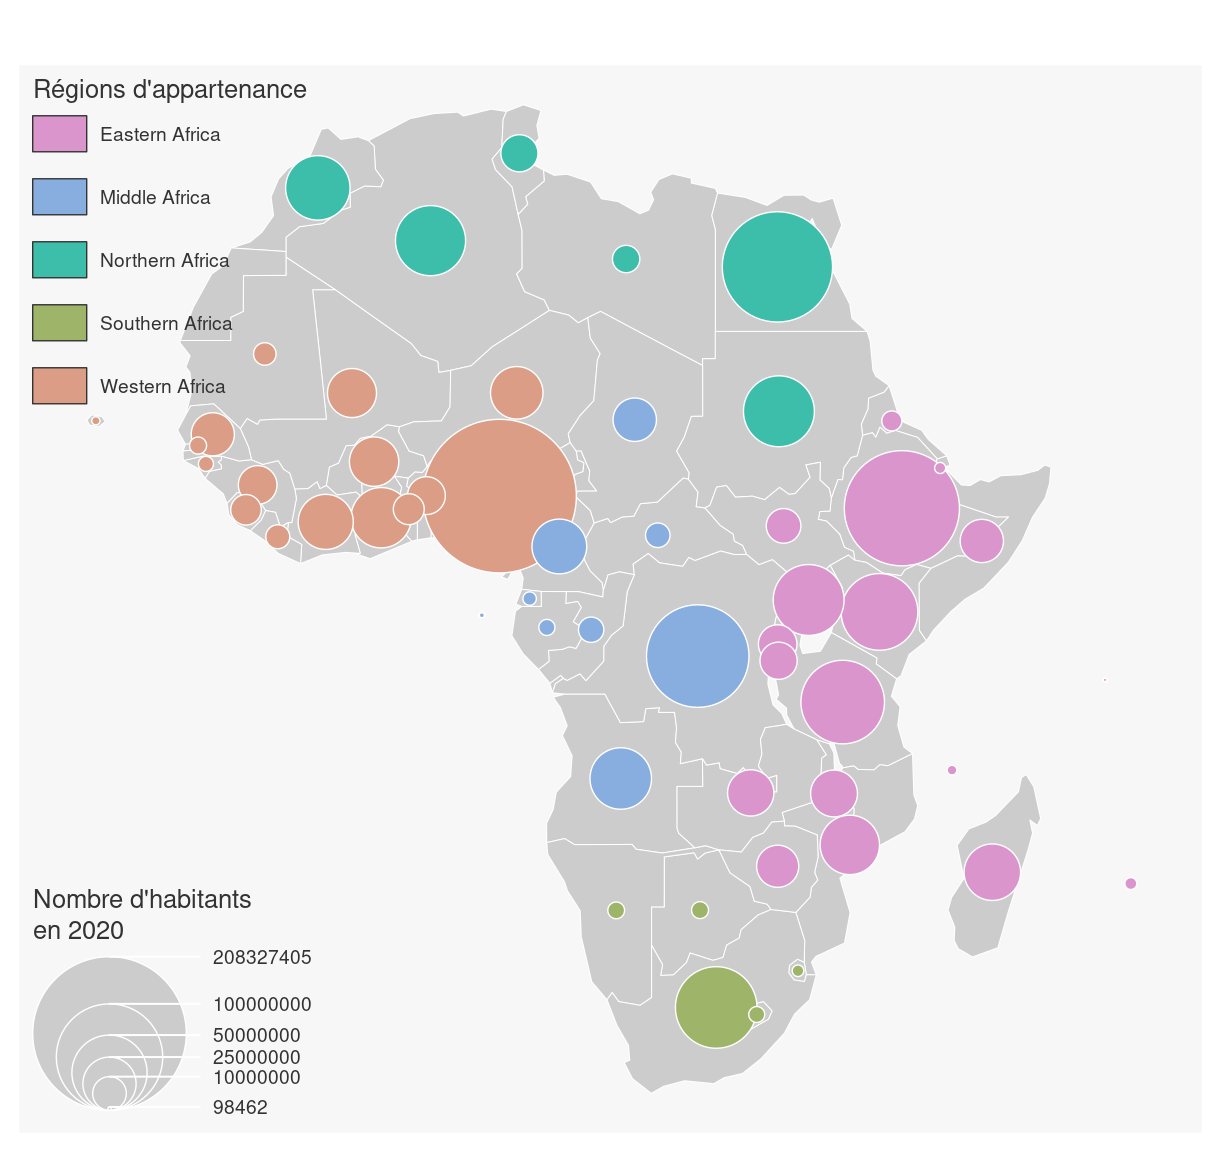 Régions d'appartenance
Eastern Africa
Middle Africa
Northern Africa
Southern Africa
Western Africa
Nombre d'habitants
en 2020
208327405
100000000
50000000
25000000
10000000
98462